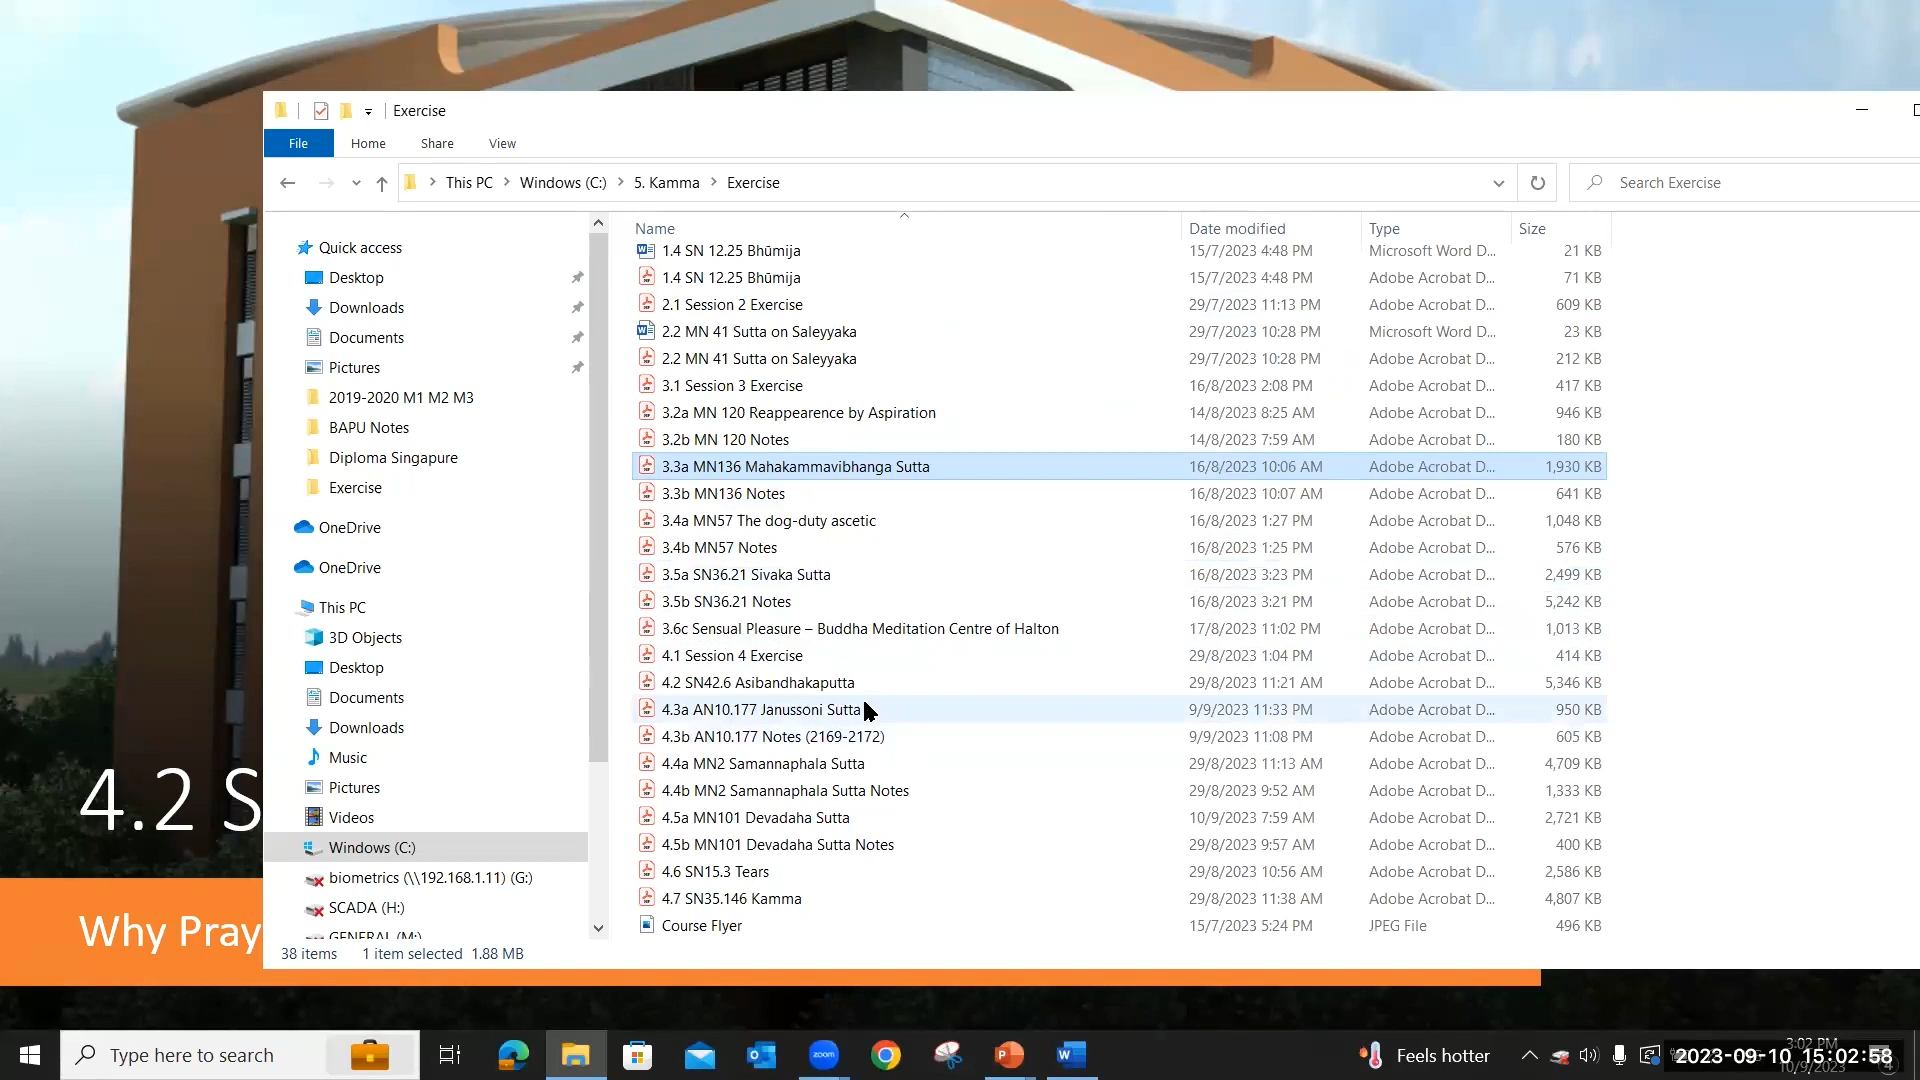 Exercise
File Home Share View
This PC Windows (C:) 5. Kamma Exercise Search Exercise
Name Date modified Type Size
1.4 SN 12.25 Bhūmija 15/7/2023 4:48 PM Microsoft Word D... 21 KB
1.4 SN 12.25 Bhūmija 15/7/2023 4:48 PM Adobe Acrobat D... 71 KB
2.1 Session 2 Exercise 29/7/2023 11:13 PM Adobe Acrobat D... 609 KB
2.2 MN 41 Sutta on Saleyyaka 29/7/2023 10:28 PM Microsoft Word D... 23 KB
2.2 MN 41 Sutta on Saleyyaka 29/7/2023 10:28 PM Adobe Acrobat D... 212 KB
3.1 Session 3 Exercise 16/8/2023 2:08 PM Adobe Acrobat D... 417 KB
3.2a MN 120 Reappearence by Aspiration 14/8/2023 8:25 AM Adobe Acrobat D... 946 KB
3.2b MN 120 Notes 14/8/2023 7:59 AM Adobe Acrobat D... 180 KB
3.3a MN136 Mahakammavibhanga Sutta 16/8/2023 10:06 AM Adobe Acrobat D... 1,930 KB
3.3b MN136 Notes 16/8/2023 10:07 AM Adobe Acrobat D... 641 KB
3.4a MN57 The dog-duty ascetic 16/8/2023 1:27 PM Adobe Acrobat D... 1,048 KB
3.4b MN57 Notes 16/8/2023 1:25 PM Adobe Acrobat D... 576 KB
3.5a SN36.21 Sivaka Sutta 16/8/2023 3:23 PM Adobe Acrobat D... 2,499 KB
3.5b SN36.21 Notes 16/8/2023 3:21 PM Adobe Acrobat D... 5,242 KB
3.6c Sensual Pleasure – Buddha Meditation Centre of Halton 17/8/2023 11:02 PM Adobe Acrobat D... 1,013 KB
4.1 Session 4 Exercise 29/8/2023 1:04 PM Adobe Acrobat D... 414 KB
4.2 SN42.6 Asibandhakaputta 29/8/2023 11:21 AM Adobe Acrobat D... 5,346 KB
4.3a AN10.177 Janussoni Sutta 9/9/2023 11:33 PM Adobe Acrobat D... 950 KB
4.3b AN10.177 Notes (2169-2172) 9/9/2023 11:08 PM Adobe Acrobat D... 605 KB
4.4a MN2 Samannaphala Sutta 29/8/2023 11:13 AM Adobe Acrobat D... 4,709 KB
4.4b MN2 Samannaphala Sutta Notes 29/8/2023 9:52 AM Adobe Acrobat D... 1,333 KB
4.5a MN101 Devadaha Sutta 10/9/2023 7:59 AM Adobe Acrobat D... 2,721 KB
4.5b MN101 Devadaha Sutta Notes 29/8/2023 9:57 AM Adobe Acrobat D... 400 KB
4.6 SN15.3 Tears 29/8/2023 10:56 AM Adobe Acrobat D... 2,586 KB
4.7 SN35.146 Kamma 29/8/2023 11:38 AM Adobe Acrobat D... 4,807 KB
Course Flyer 15/7/2023 5:24 PM JPEG File 496 KB
Quick access
Desktop
Downloads
Documents
Pictures
2019-2020 M1 M2 M3
BAPU Notes
Diploma Singapure
Exercise
OneDrive
OneDrive
This PC
3D Objects
Desktop
Documents
Downloads
Music
Pictures
Videos
Windows (C:)
biometrics (\\192.168.1.11) (G:)
SCADA (H:)
GENERAL (M:)
38 items 1 item selected 1.88 MB
4.2 S
Why Pray
Type here to search
zoom
Feels hotter
3:02 PM
10/9/2023
2023-09-10 15:02:58
4